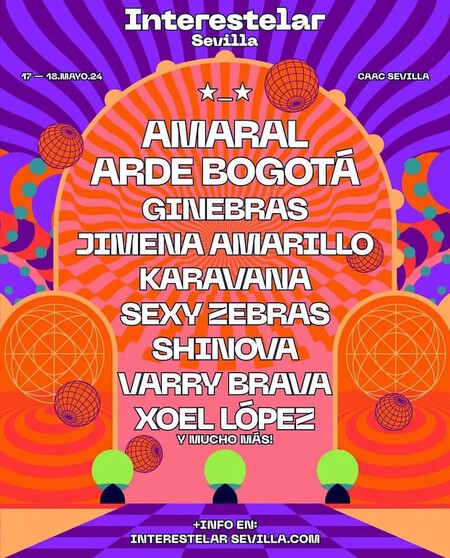 Interestelar
Sevilla
17 — 18.MAYO.24
CAAC SEVILLA
AMARAL
ARDE BOGOTÁ
GINEBRAS
JIMENA AMARILLO
KARAVANA
SEXY ZEBRAS
SHINOVA
VARRY BRAVA
XOEL LÓPEZ
Y MUCHO MÁS!
+INFO EN:
INTERESTELAR SEVILLA.COM